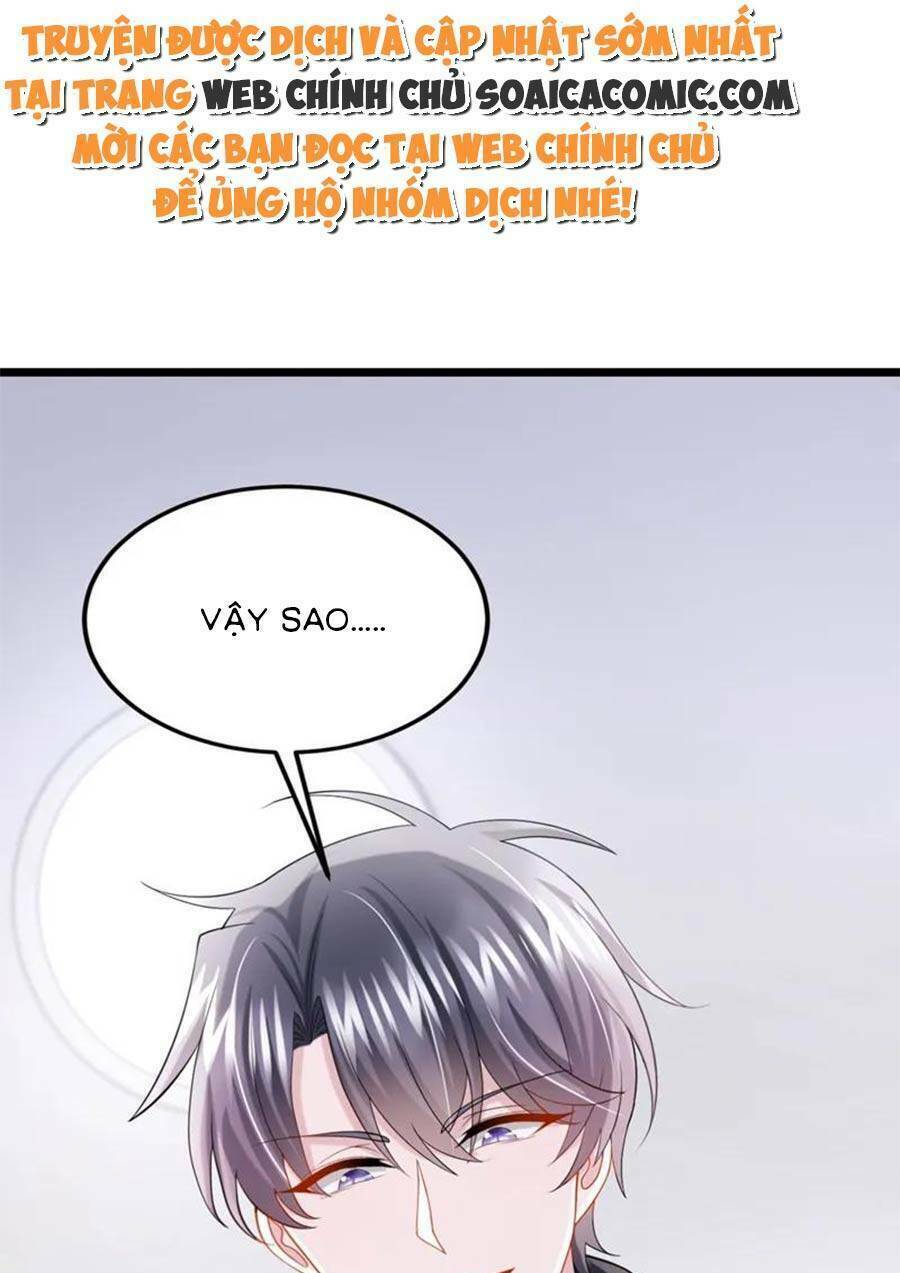 TRUYỆN ĐƯỢC DỊCH VÀ CẬP NHẬT SỚM NHẤT
TẠI TRANG WEB CHÍNH CHỦ SOAICACOMIC.COM
MỜI CÁC BẠN ĐỌC TẠI WEB CHÍNH CHỦ
ĐỂ ỦNG HỘ NHÓM DỊCH NHÉ!
VẬY SAO.....